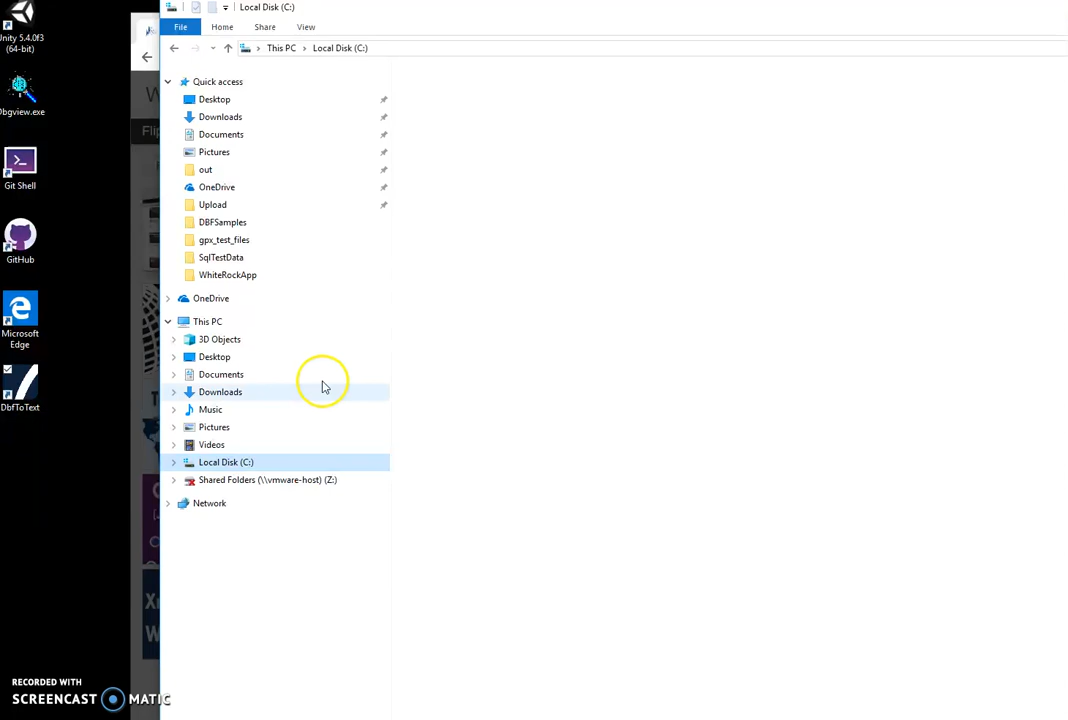 Unity 5.4.0f3
(64-bit)
Dbgview.exe
Git Shell
GitHub
Microsoft
Edge
DbfToText
Local Disk (C:)
File
Home
Share
View
This PC
Local Disk (C:)
Quick access
Desktop
Downloads
Documents
Pictures
out
OneDrive
Upload
DBFSamples
gpx_test_files
SqlTestData
WhiteRockApp
OneDrive
This PC
3D Objects
Desktop
Documents
Downloads
Music
Pictures
Videos
Local Disk (C:)
Shared Folders (\\vmware-host) (Z:)
Network
RECORDED WITH
SCREENCAST MATIC